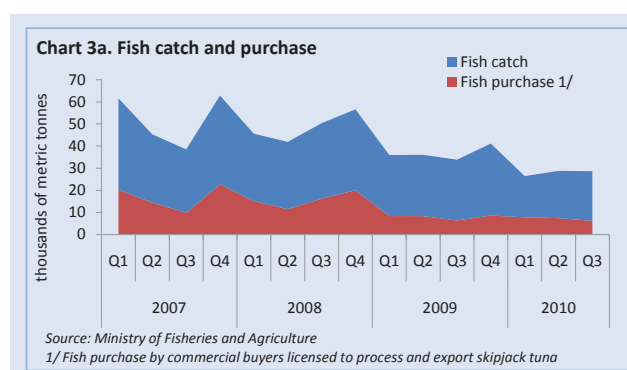 Chart 3a. Fish catch and purchase
Fish catch
Fish purchase 1/
thousands of metric tonnes
70
60
50
40
30
20
10
0
Q1 Q2 Q3 Q4 Q1 Q2 Q3 Q4 Q1 Q2 Q3 Q4 Q1 Q2 Q3
2007 2008 2009 2010
Source: Ministry of Fisheries and Agriculture
1/ Fish purchase by commercial buyers licensed to process and export skipjack tuna